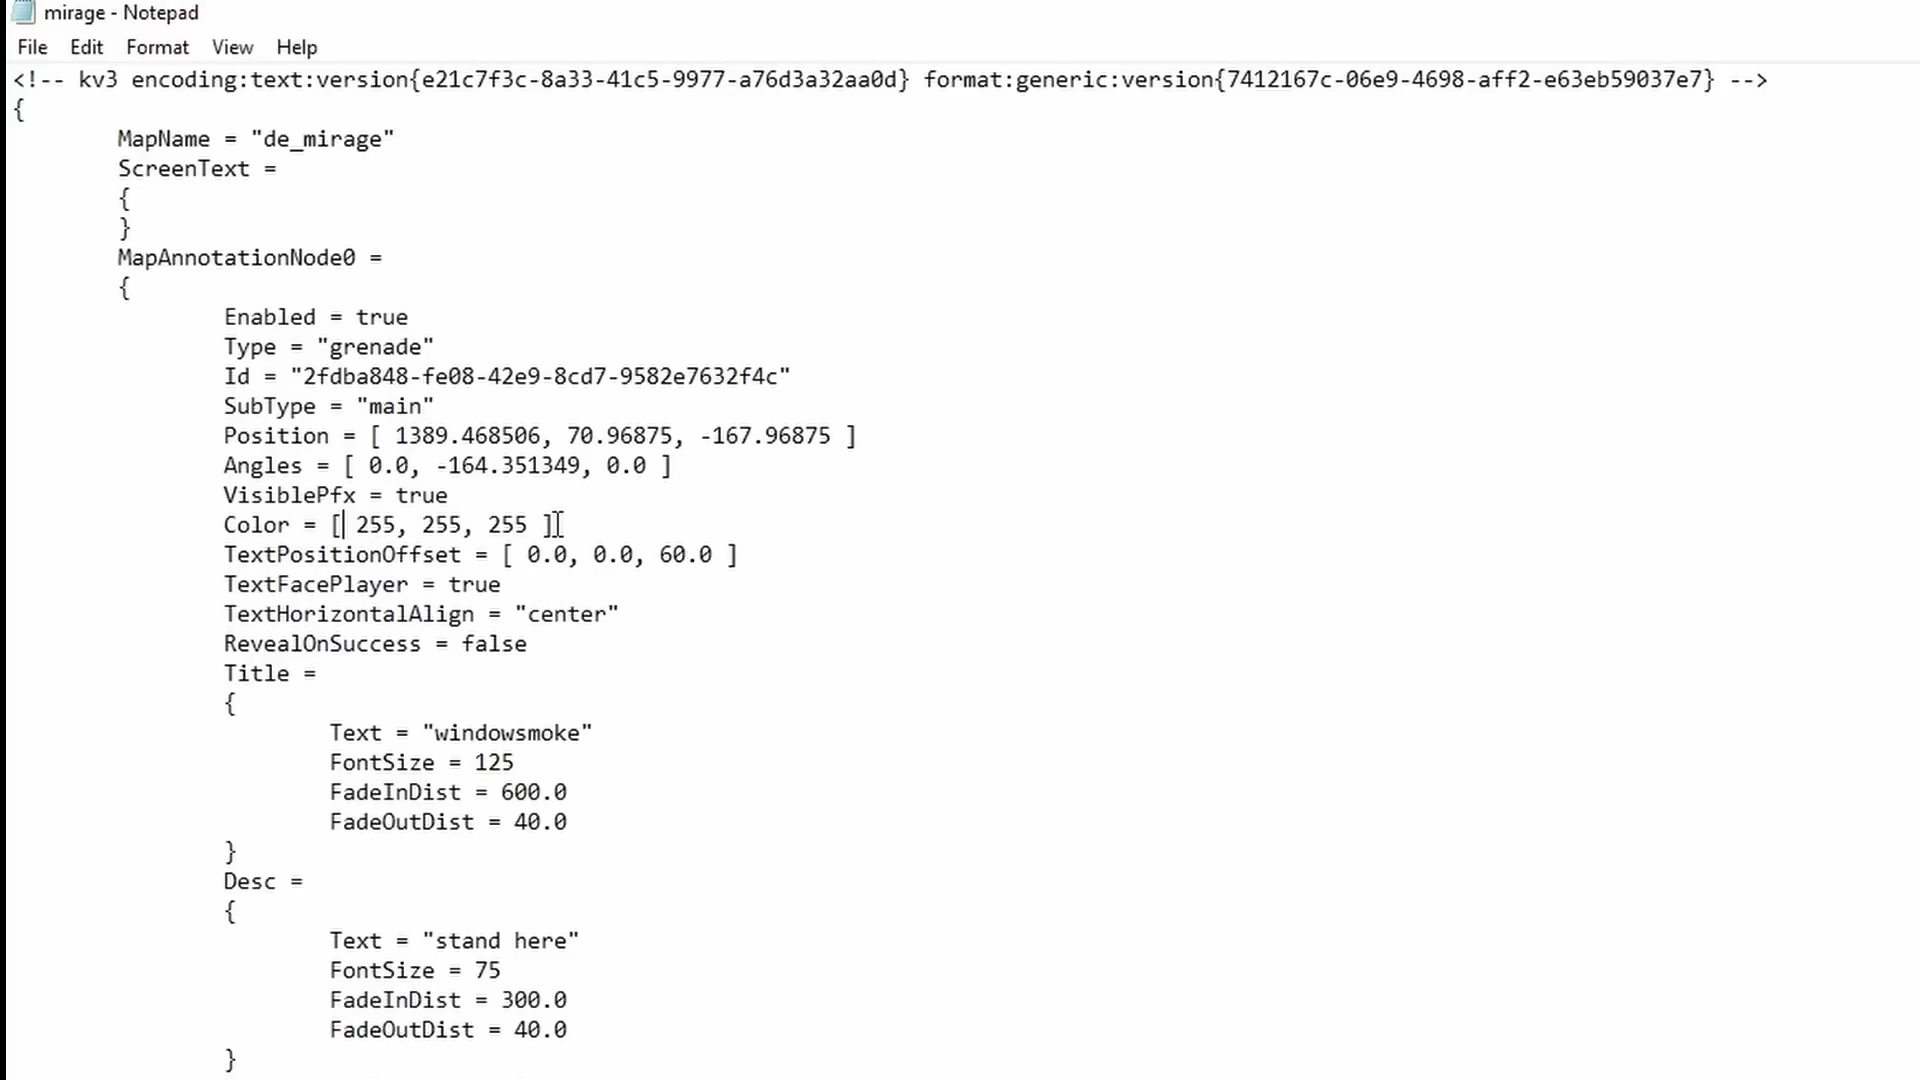 mirage - Notepad
File Edit Format View Help
<!-- kv3 encoding:text:version{e21c7f3c-8a33-41c5-9977-a76d3a32aa0d} format:generic:version{7412167c-06e9-4698-aff2-e63eb59037e7} -->
{
MapName = "de_mirage"
ScreenText =
{
}
MapAnnotationNode0 =
{
Enabled = true
Type = "grenade"
Id = "2fdba848-fe08-42e9-8cd7-9582e7632f4c"
SubType = "main"
Position = [ 1389.468506, 70.96875, -167.96875 ]
Angles = [ 0.0, -164.351349, 0.0 ]
VisiblePfx = true
Color = [ 255, 255, 255 ]
TextPositionOffset = [ 0.0, 0.0, 60.0 ]
TextFacePlayer = true
TextHorizontalAlign = "center"
RevealOnSuccess = false
Title =
{
Text = "windowsmoke"
FontSize = 125
FadeInDist = 600.0
FadeOutDist = 40.0
}
Desc =
{
Text = "stand here"
FontSize = 75
FadeInDist = 300.0
FadeOutDist = 40.0
}